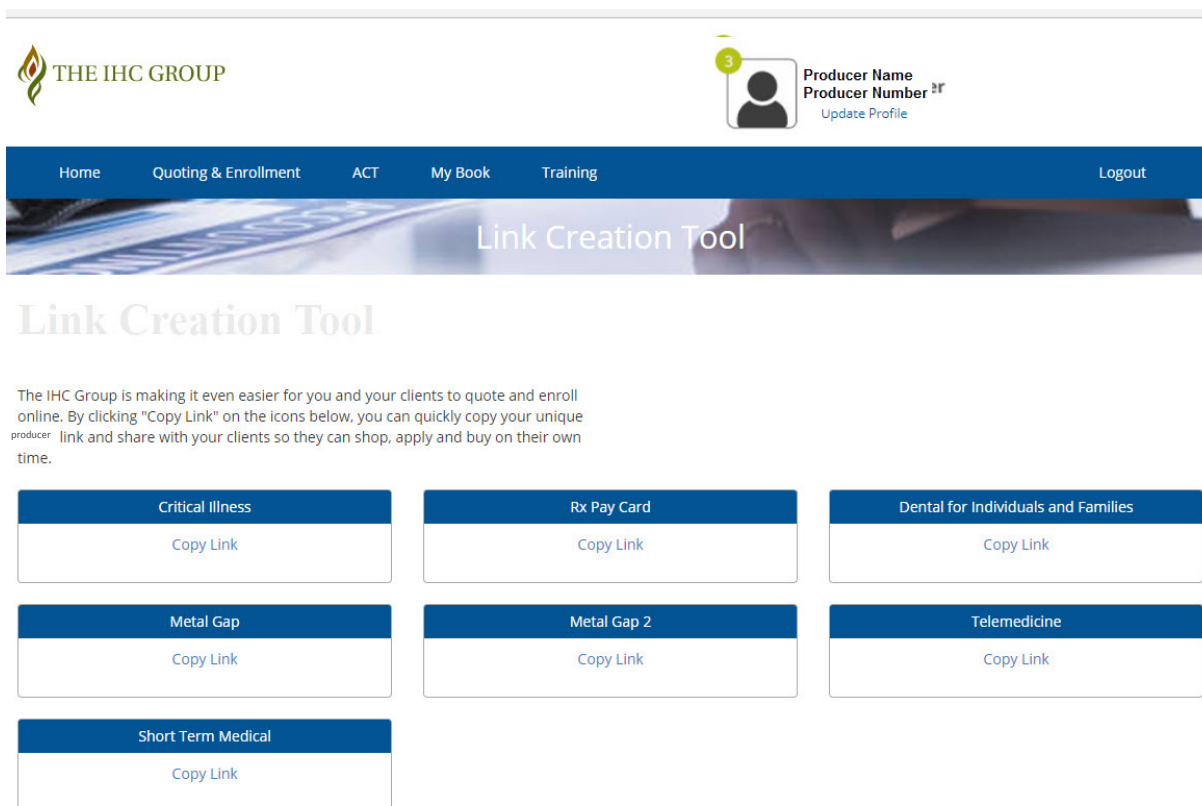 THE IHC GROUP
3
Producer Name
Producer Number er
Update Profile
Home Quoting & Enrollment ACT My Book Training Logout
ACCOUNTING
Link Creation Tool
Link Creation Tool
The IHC Group is making it even easier for you and your clients to quote and enroll
online. By clicking "Copy Link" on the icons below, you can quickly copy your unique
producer link and share with your clients so they can shop, apply and buy on their own
time.
Critical Illness Rx Pay Card Dental for Individuals and Families
Copy Link Copy Link Copy Link
Metal Gap Metal Gap 2 Telemedicine
Copy Link Copy Link Copy Link
Short Term Medical
Copy Link